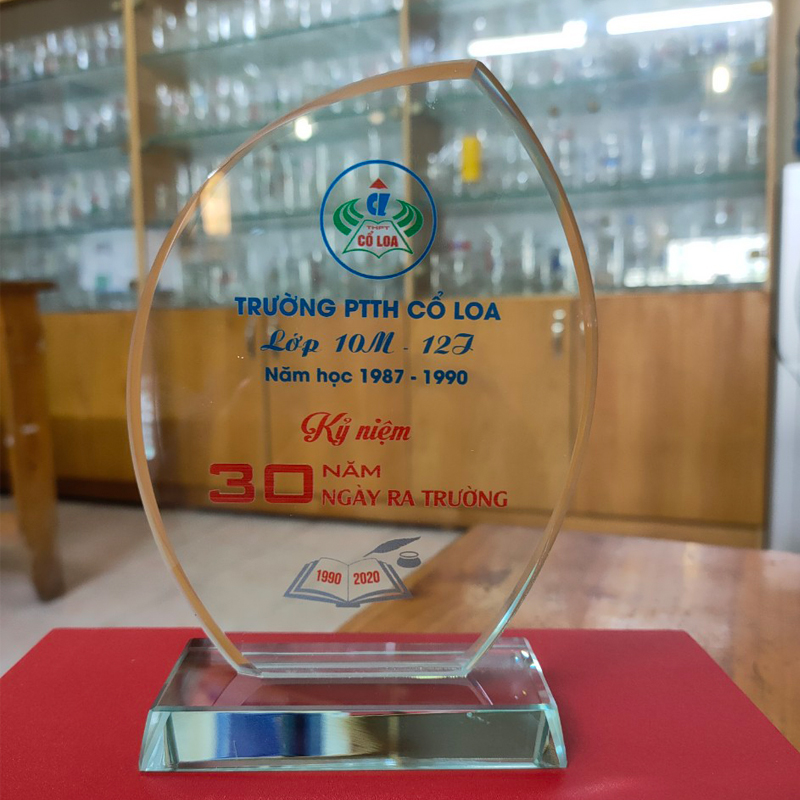 CL
THPT
CỔ LOA
TRƯỜNG PTTH CỔ LOA
Lớp 10M - 12J
Năm học 1987 - 1990
Kỷ niệm
30 NĂM
NGÀY RA TRƯỜNG
1990 2020